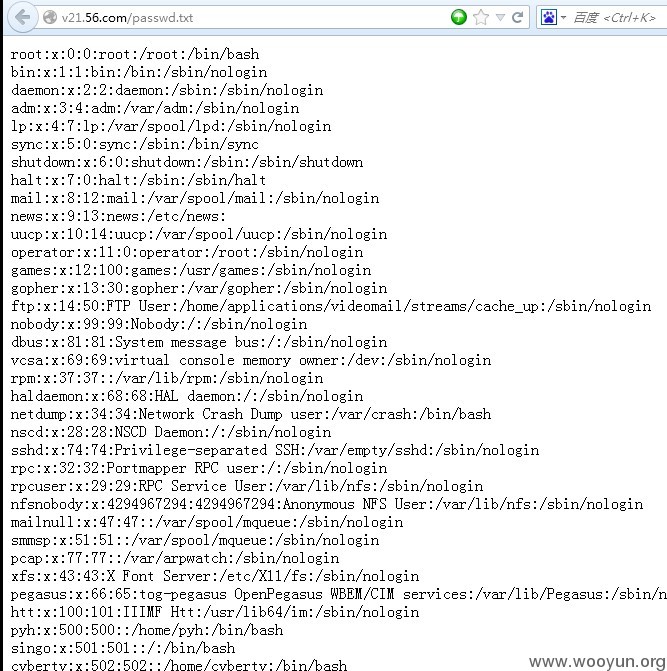 v21.56.com/passwd.txt
百度 <Ctrl+K>
root:x:0:0:root:/root:/bin/bash
bin:x:1:1:bin:/bin:/sbin/nologin
daemon:x:2:2:daemon:/sbin:/sbin/nologin
adm:x:3:4:adm:/var/adm:/sbin/nologin
lp:x:4:7:lp:/var/spool/lpd:/sbin/nologin
sync:x:5:0:sync:/sbin:/bin/sync
shutdown:x:6:0:shutdown:/sbin:/sbin/shutdown
halt:x:7:0:halt:/sbin:/sbin/halt
mail:x:8:12:mail:/var/spool/mail:/sbin/nologin
news:x:9:13:news:/etc/news:
uucp:x:10:14:uucp:/var/spool/uucp:/sbin/nologin
operator:x:11:0:operator:/root:/sbin/nologin
games:x:12:100:games:/usr/games:/sbin/nologin
gopher:x:13:30:gopher:/var/gopher:/sbin/nologin
ftp:x:14:50:FTP User:/home/applications/videomail/streams/cache_up:/sbin/nologin
nobody:x:99:99:Nobody:/:/sbin/nologin
dbus:x:81:81:System message bus:/:/sbin/nologin
vcsa:x:69:69:virtual console memory owner:/dev:/sbin/nologin
rpm:x:37:37::/var/lib/rpm:/sbin/nologin
haldaemon:x:68:68:HAL daemon:/:/sbin/nologin
netdump:x:34:34:Network Crash Dump user:/var/crash:/bin/bash
nscd:x:28:28:NSCD Daemon:/:/sbin/nologin
sshd:x:74:74:Privilege-separated SSH:/var/empty/sshd:/sbin/nologin
rpc:x:32:32:Portmapper RPC user:/:/sbin/nologin
rpcuser:x:29:29:RPC Service User:/var/lib/nfs:/sbin/nologin
nfsnobody:x:4294967294:4294967294:Anonymous NFS User:/var/lib/nfs:/sbin/nologin
mailnull:x:47:47::/var/spool/mqueue:/sbin/nologin
smmsp:x:51:51::/var/spool/mqueue:/sbin/nologin
pcap:x:77:77::/var/arpwatch:/sbin/nologin
xfs:x:43:43:X Font Server:/etc/X11/fs:/sbin/nologin
pegasus:x:66:65:tog-pegasus OpenPegasus WBEM/CIM services:/var/lib/Pegasus:/sbin/n
htt:x:100:101:IIIMF Htt:/usr/lib64/im:/sbin/nologin
pyh:x:500:500::/home/pyh:/bin/bash
singo:x:501:501::/:/bin/bash
cybertv:x:502:502::/home/cybertv:/bin/bash
www.wooyun.org